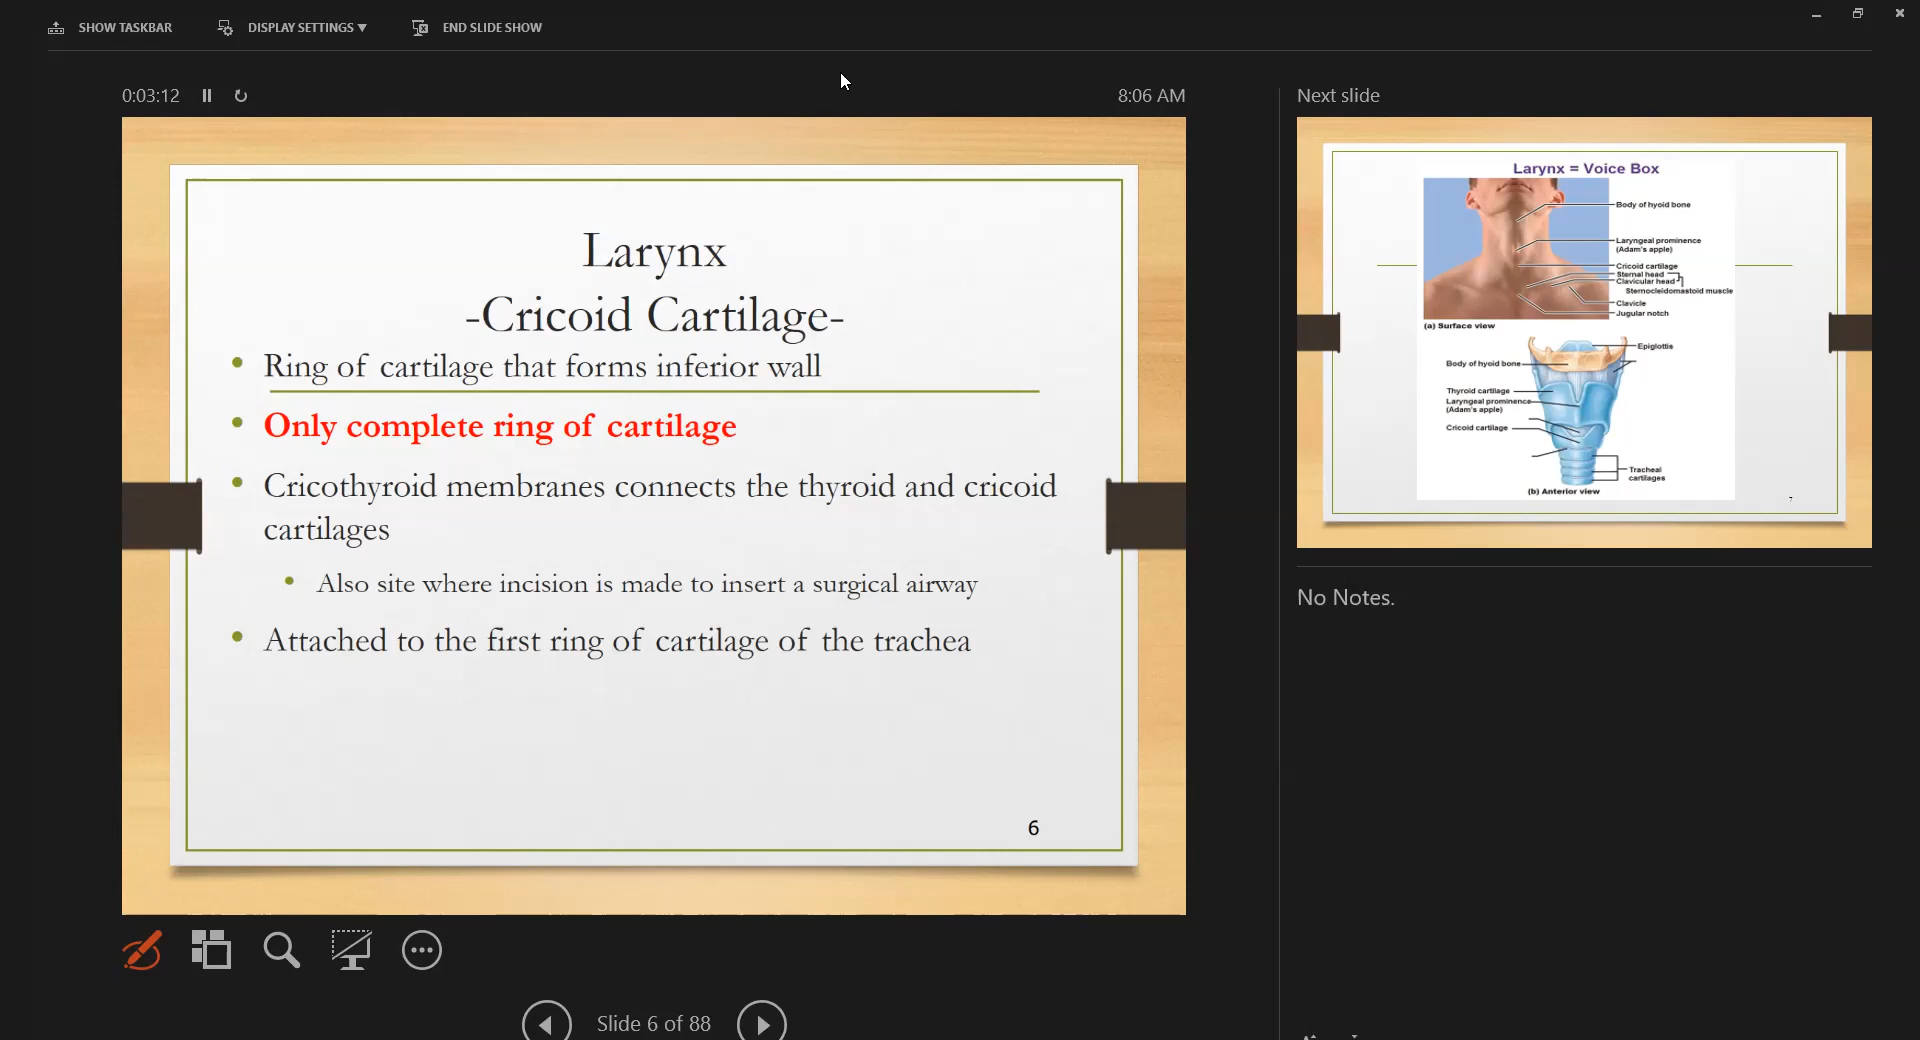 SHOW TASKBAR
DISPLAY SETTINGS ▼
END SLIDE SHOW
0:03:12
8:06 AM
Larynx
-Cricoid Cartilage-
• Ring of cartilage that forms inferior wall
• Only complete ring of cartilage
• Cricothyroid membranes connects the thyroid and cricoid
cartilages
• Also site where incision is made to insert a surgical airway
• Attached to the first ring of cartilage of the trachea
6
Slide 6 of 88
Next slide
Larynx = Voice Box
Body of hyoid bone
Laryngeal prominence
(Adam's apple)
Cricoid cartilage
Sternal head
Clavicular head
Sternocleidomastoid muscle
Clavicle
Jugular notch
(a) Surface view
Epiglottis
Body of hyoid bone
Thyroid cartilage
Laryngeal prominence
(Adam's apple)
Cricoid cartilage
Tracheal
cartilages
(b) Anterior view
7
No Notes.